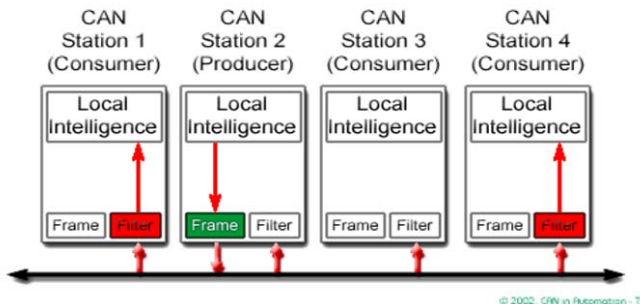 CAN
Station 1
(Consumer)
CAN
Station 2
(Producer)
CAN
Station 3
(Consumer)
CAN
Station 4
(Consumer)
Local
Intelligence
Local
Intelligence
Local
Intelligence
Local
Intelligence
Frame
Filter
Frame
Filter
Frame
Filter
Frame
Filter
© 2002, CAN in Automation - T